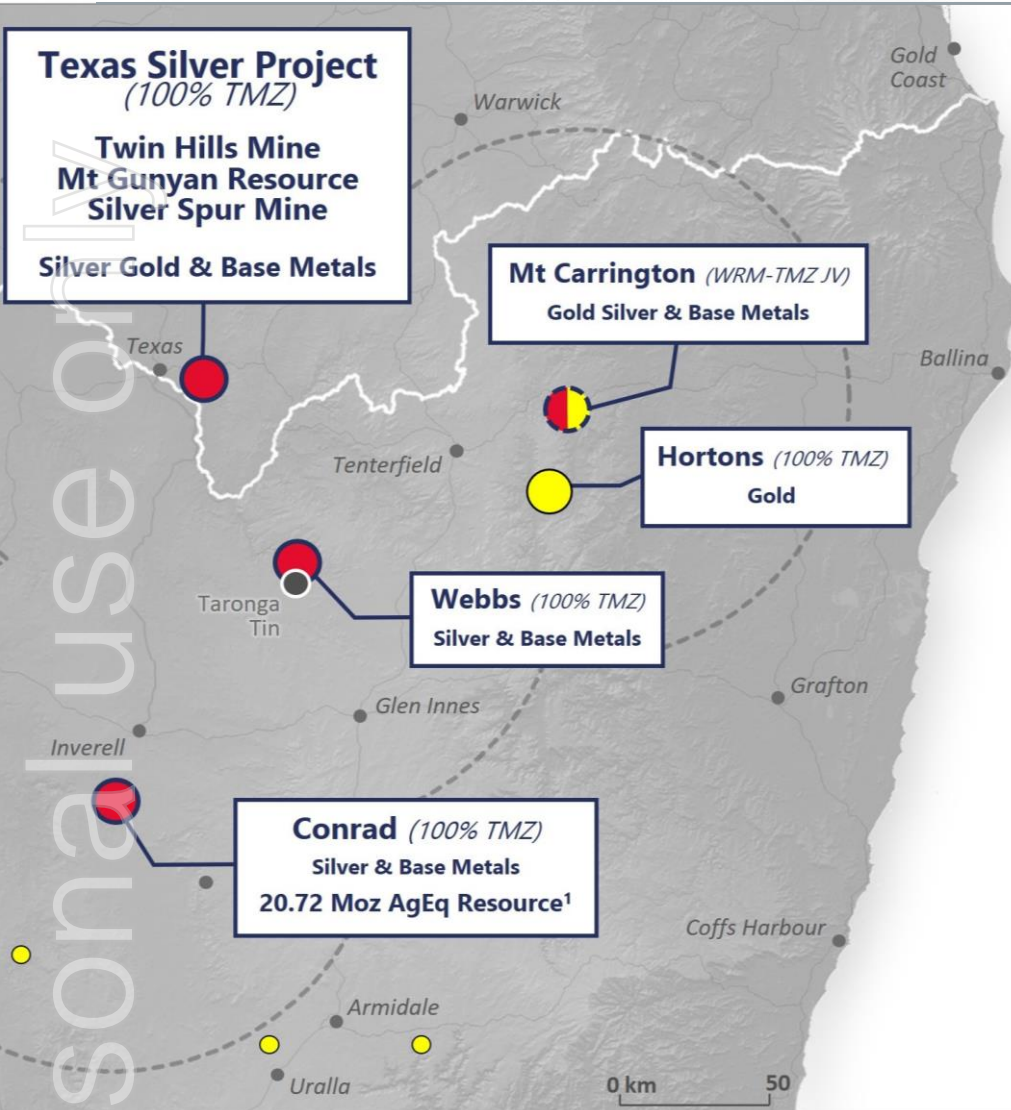 Texas Silver Project
(100% TMZ)
Twin Hills Mine
Mt Gunyan Resource
Silver Spur Mine
Silver Gold & Base Metals
Gold
Coast
Warwick
Mt Carrington (WRM-TMZ JV)
Gold Silver & Base Metals
Texas
Ballina
Tenterfield
Hortons (100% TMZ)
Gold
Taronga
Tin
Webbs (100% TMZ)
Silver & Base Metals
Grafton
Glen Innes
Inverell
Conrad (100% TMZ)
Silver & Base Metals
20.72 Moz AgEq Resource¹
Coffs Harbour
Armidale
Uralla
0 km 50
sonal use only